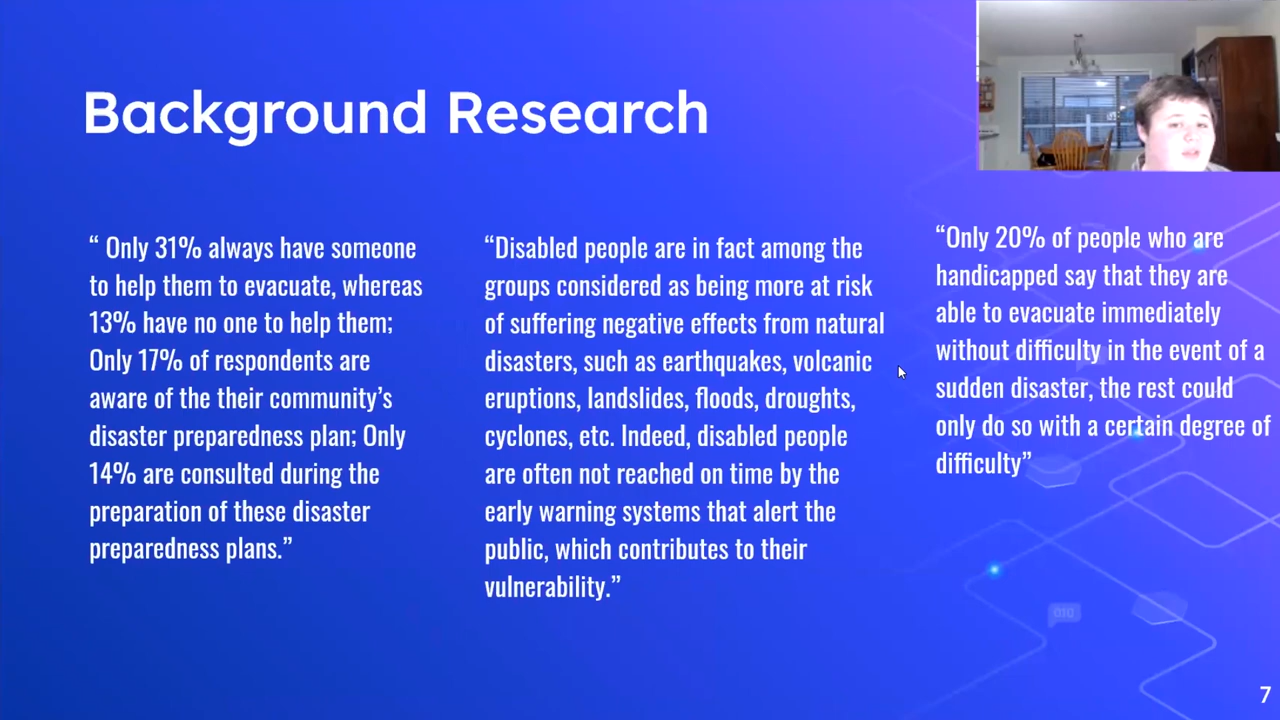 Background Research
“ Only 31% always have someone
to help them to evacuate, whereas
13% have no one to help them;
Only 17% of respondents are
aware of the their community’s
disaster preparedness plan; Only
14% are consulted during the
preparation of these disaster
preparedness plans.”
“Disabled people are in fact among the
groups considered as being more at risk
of suffering negative effects from natural
disasters, such as earthquakes, volcanic
eruptions, landslides, floods, droughts,
cyclones, etc. Indeed, disabled people
are often not reached on time by the
early warning systems that alert the
public, which contributes to their
vulnerability.”
“Only 20% of people who are
handicapped say that they are
able to evacuate immediately
without difficulty in the event of a
sudden disaster, the rest could
only do so with a certain degree of
difficulty”
010
7